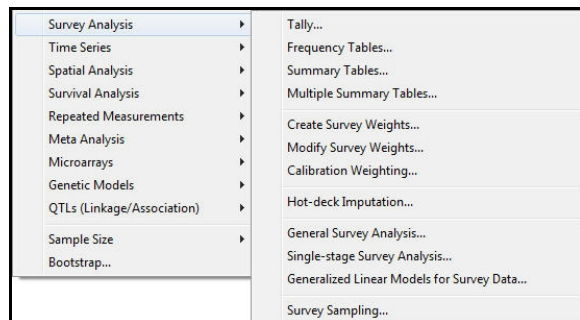 Survey Analysis
Time Series
Spatial Analysis
Survival Analysis
Repeated Measurements
Meta Analysis
Microarrays
Genetic Models
QTLs (Linkage/Association)
Sample Size
Bootstrap...
Tally...
Frequency Tables...
Summary Tables...
Multiple Summary Tables...
Create Survey Weights...
Modify Survey Weights...
Calibration Weighting...
Hot-deck Imputation...
General Survey Analysis...
Single-stage Survey Analysis...
Generalized Linear Models for Survey Data...
Survey Sampling...